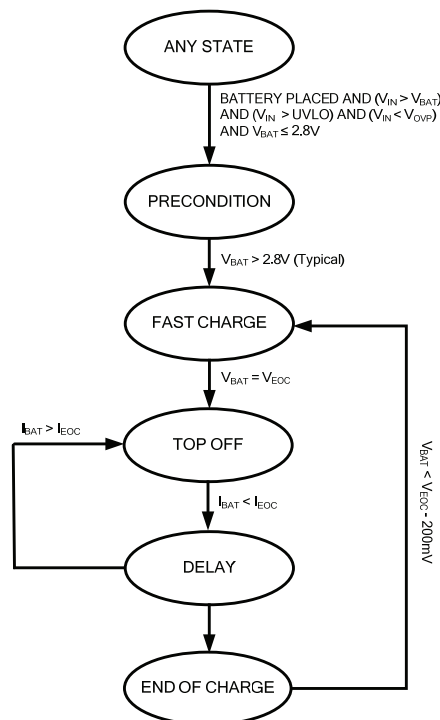 ANY STATE
BATTERY PLACED AND (VIN > VBAT)
AND (VIN > UVLO) AND (VIN < VOVP)
AND VBAT ≤ 2.8V
PRECONDITION
VBAT > 2.8V (Typical)
FAST CHARGE
VBAT = VEOC
IBAT > IEOC
TOP OFF
IBAT < IEOC
DELAY
VBAT < VEOC - 200mV
END OF CHARGE